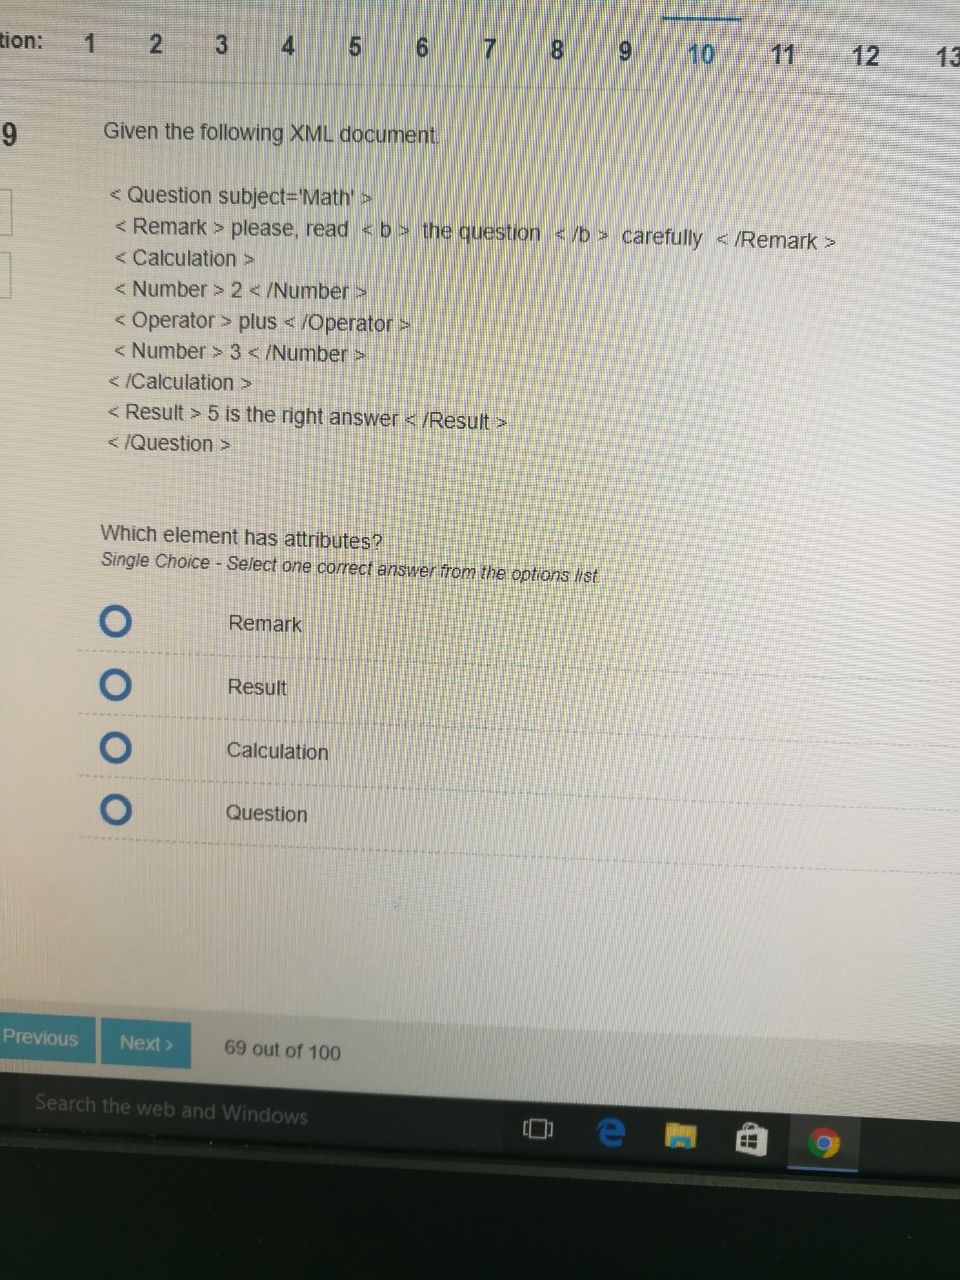 tion: 1 2 3 4 5 6 7 8 9 10 11 12 13
9
Given the following XML document.
< Question subject='Math' >
< Remark > please, read < b > the question < /b > carefully < /Remark >
< Calculation >
< Number > 2 < /Number >
< Operator > plus < /Operator >
< Number > 3 < /Number >
< /Calculation >
< Result > 5 is the right answer < /Result >
< /Question >
Which element has attributes?
Single Choice - Select one correct answer from the options list.
Remark
Result
Calculation
Question
Previous Next > 69 out of 100
Search the web and Windows